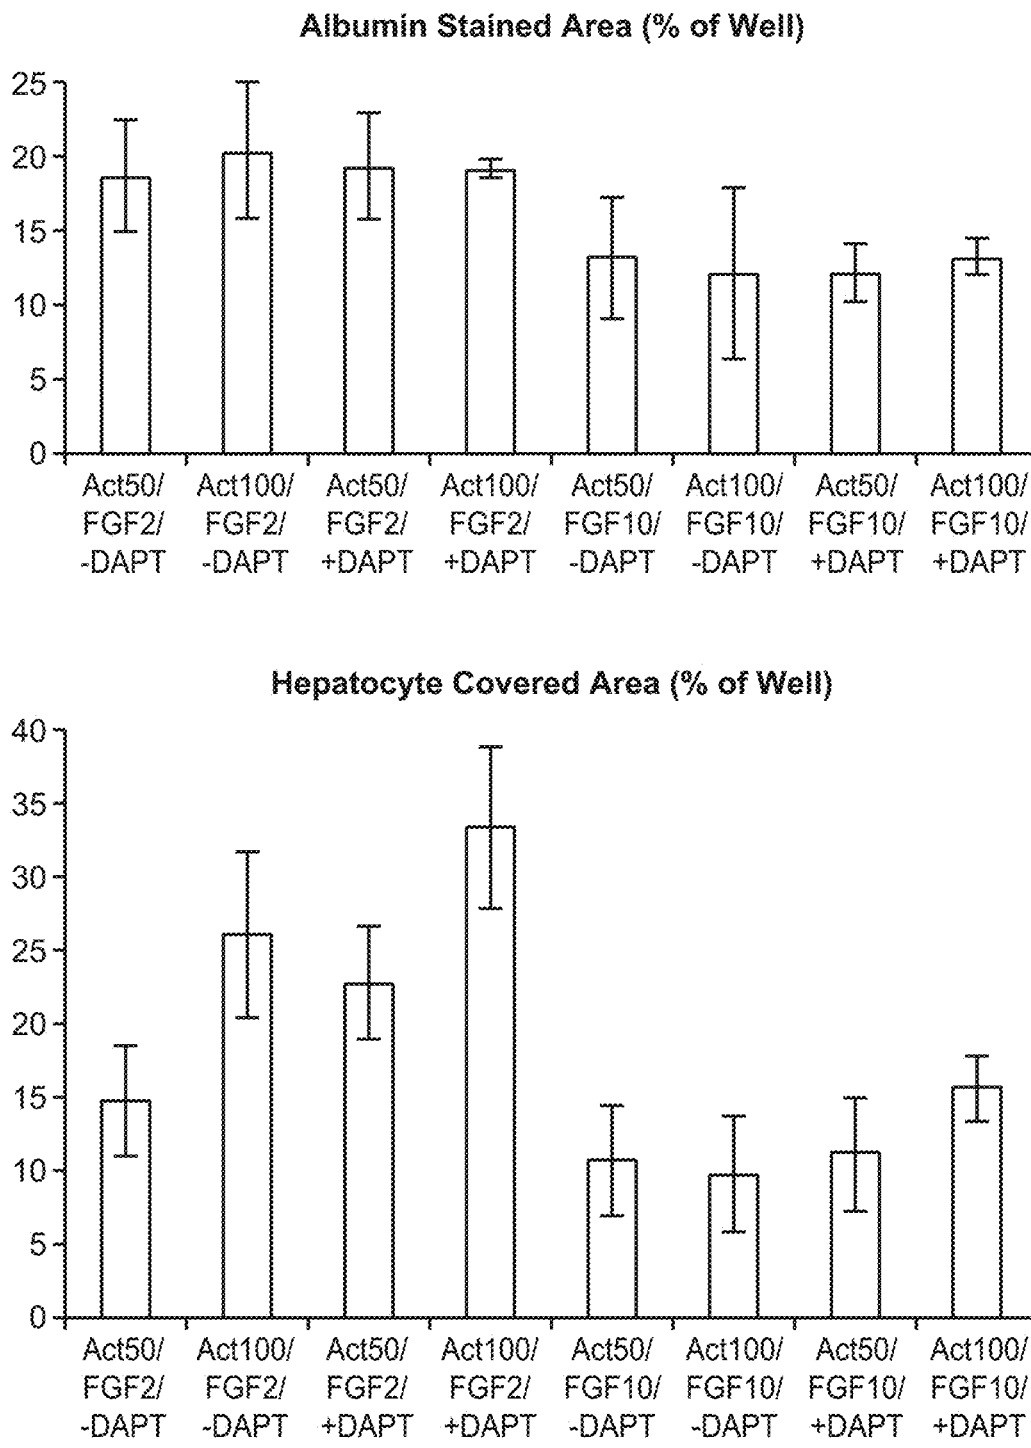 Albumin Stained Area (% of Well)
25
20
15
10
5
0
Act50/ Act100/ Act50/ Act100/ Act50/ Act100/ Act50/ Act100/
FGF2/ FGF2/ FGF2/ FGF2/ FGF10/ FGF10/ FGF10/ FGF10/
-DAPT -DAPT +DAPT +DAPT -DAPT -DAPT +DAPT +DAPT
Hepatocyte Covered Area (% of Well)
40
35
30
25
20
15
10
5
0
Act50/ Act100/ Act50/ Act100/ Act50/ Act100/ Act50/ Act100/
FGF2/ FGF2/ FGF2/ FGF2/ FGF10/ FGF10/ FGF10/ FGF10/
-DAPT -DAPT +DAPT +DAPT -DAPT -DAPT +DAPT +DAPT